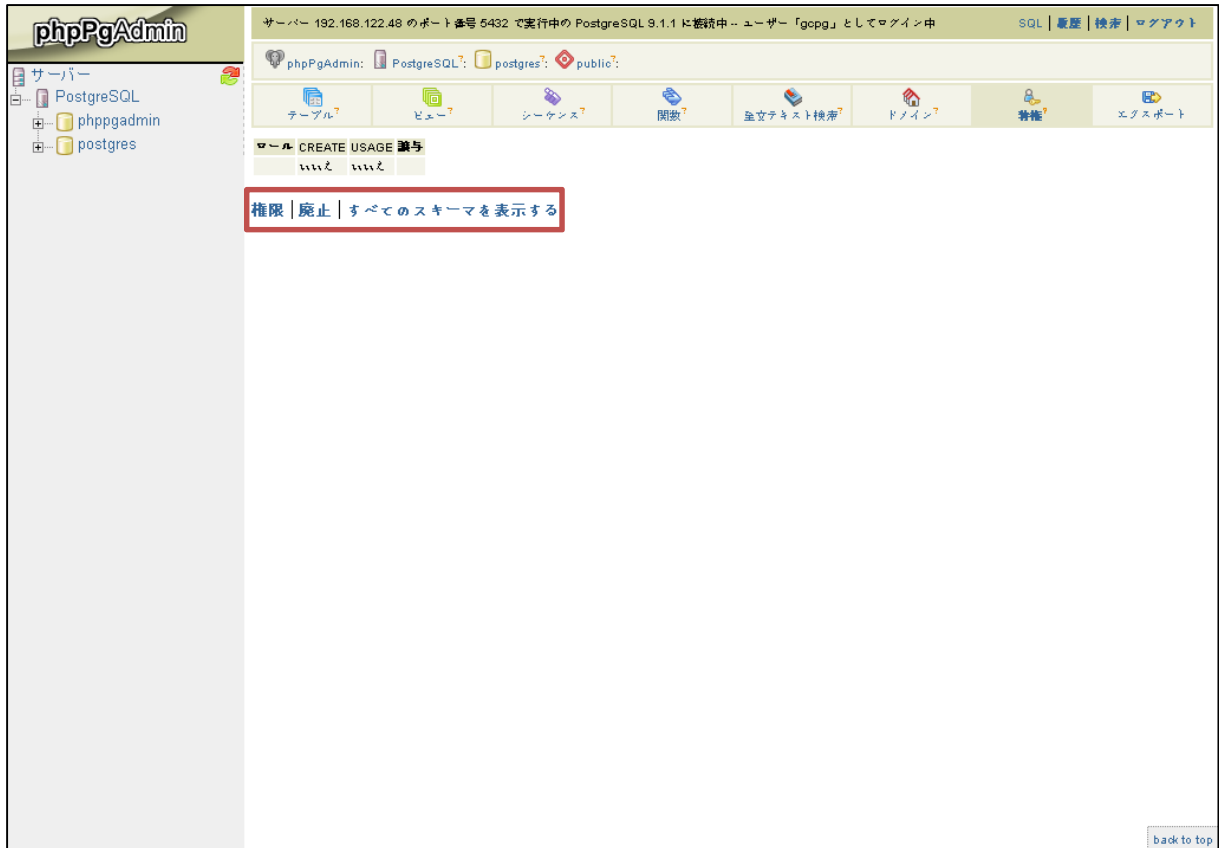 phpPgAdmin
サーバー
PostgreSQL
phppgadmin
postgres
サーバー 192.168.122.48 のポート番号 5432 で実行中の PostgreSQL 9.1.1 に接続中 -- ユーザー「gcpg」としてログイン中
SQL | 履歴 | 検索 | ログアウト
phpPgAdmin: PostgreSQL?: postgres?: public?:
テーブル? ビュー? シーケンス? 関数? 全文テキスト検索? ドメイン? 特権? エクスポート
ロール CREATE USAGE 譲与
いいえ いいえ
権限 | 廃止 | すべてのスキーマを表示する
back to top